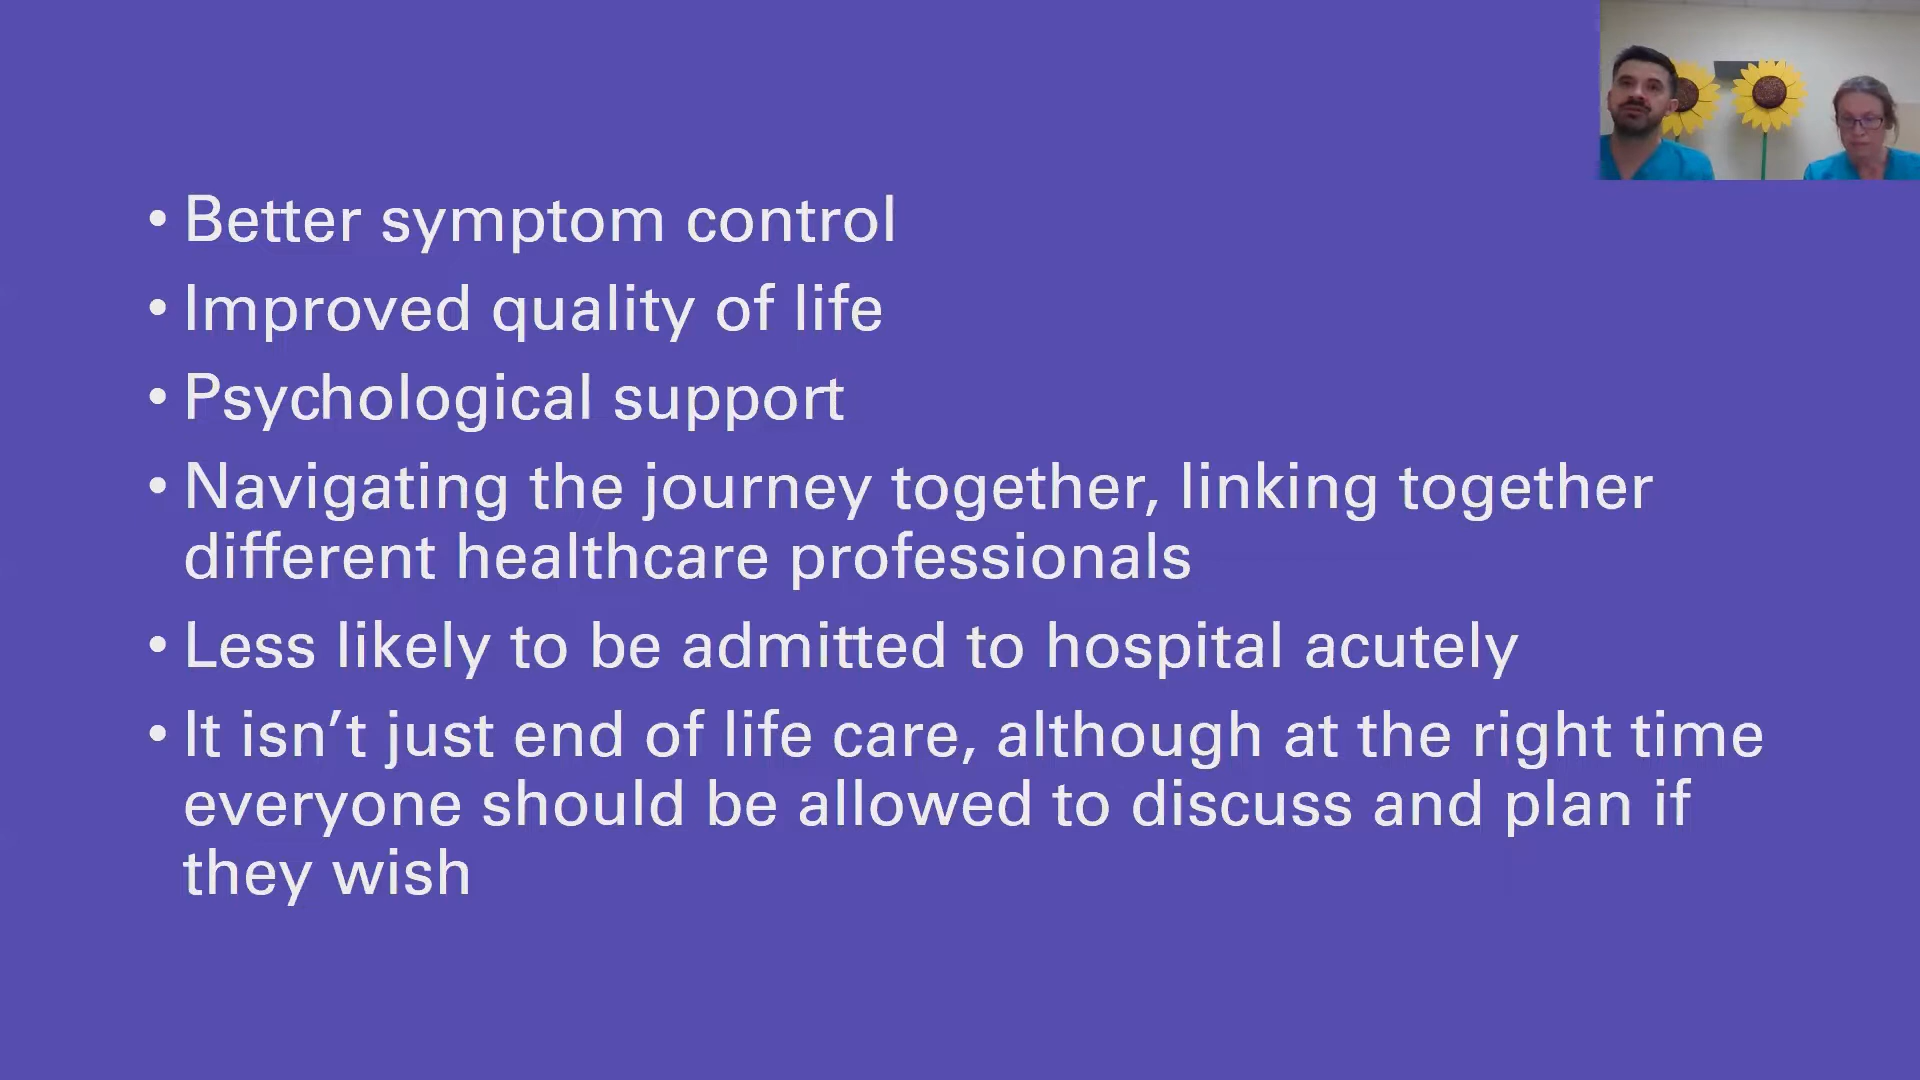 • Better symptom control
• Improved quality of life
• Psychological support
• Navigating the journey together, linking together
different healthcare professionals
• Less likely to be admitted to hospital acutely
• It isn’t just end of life care, although at the right time
everyone should be allowed to discuss and plan if
they wish